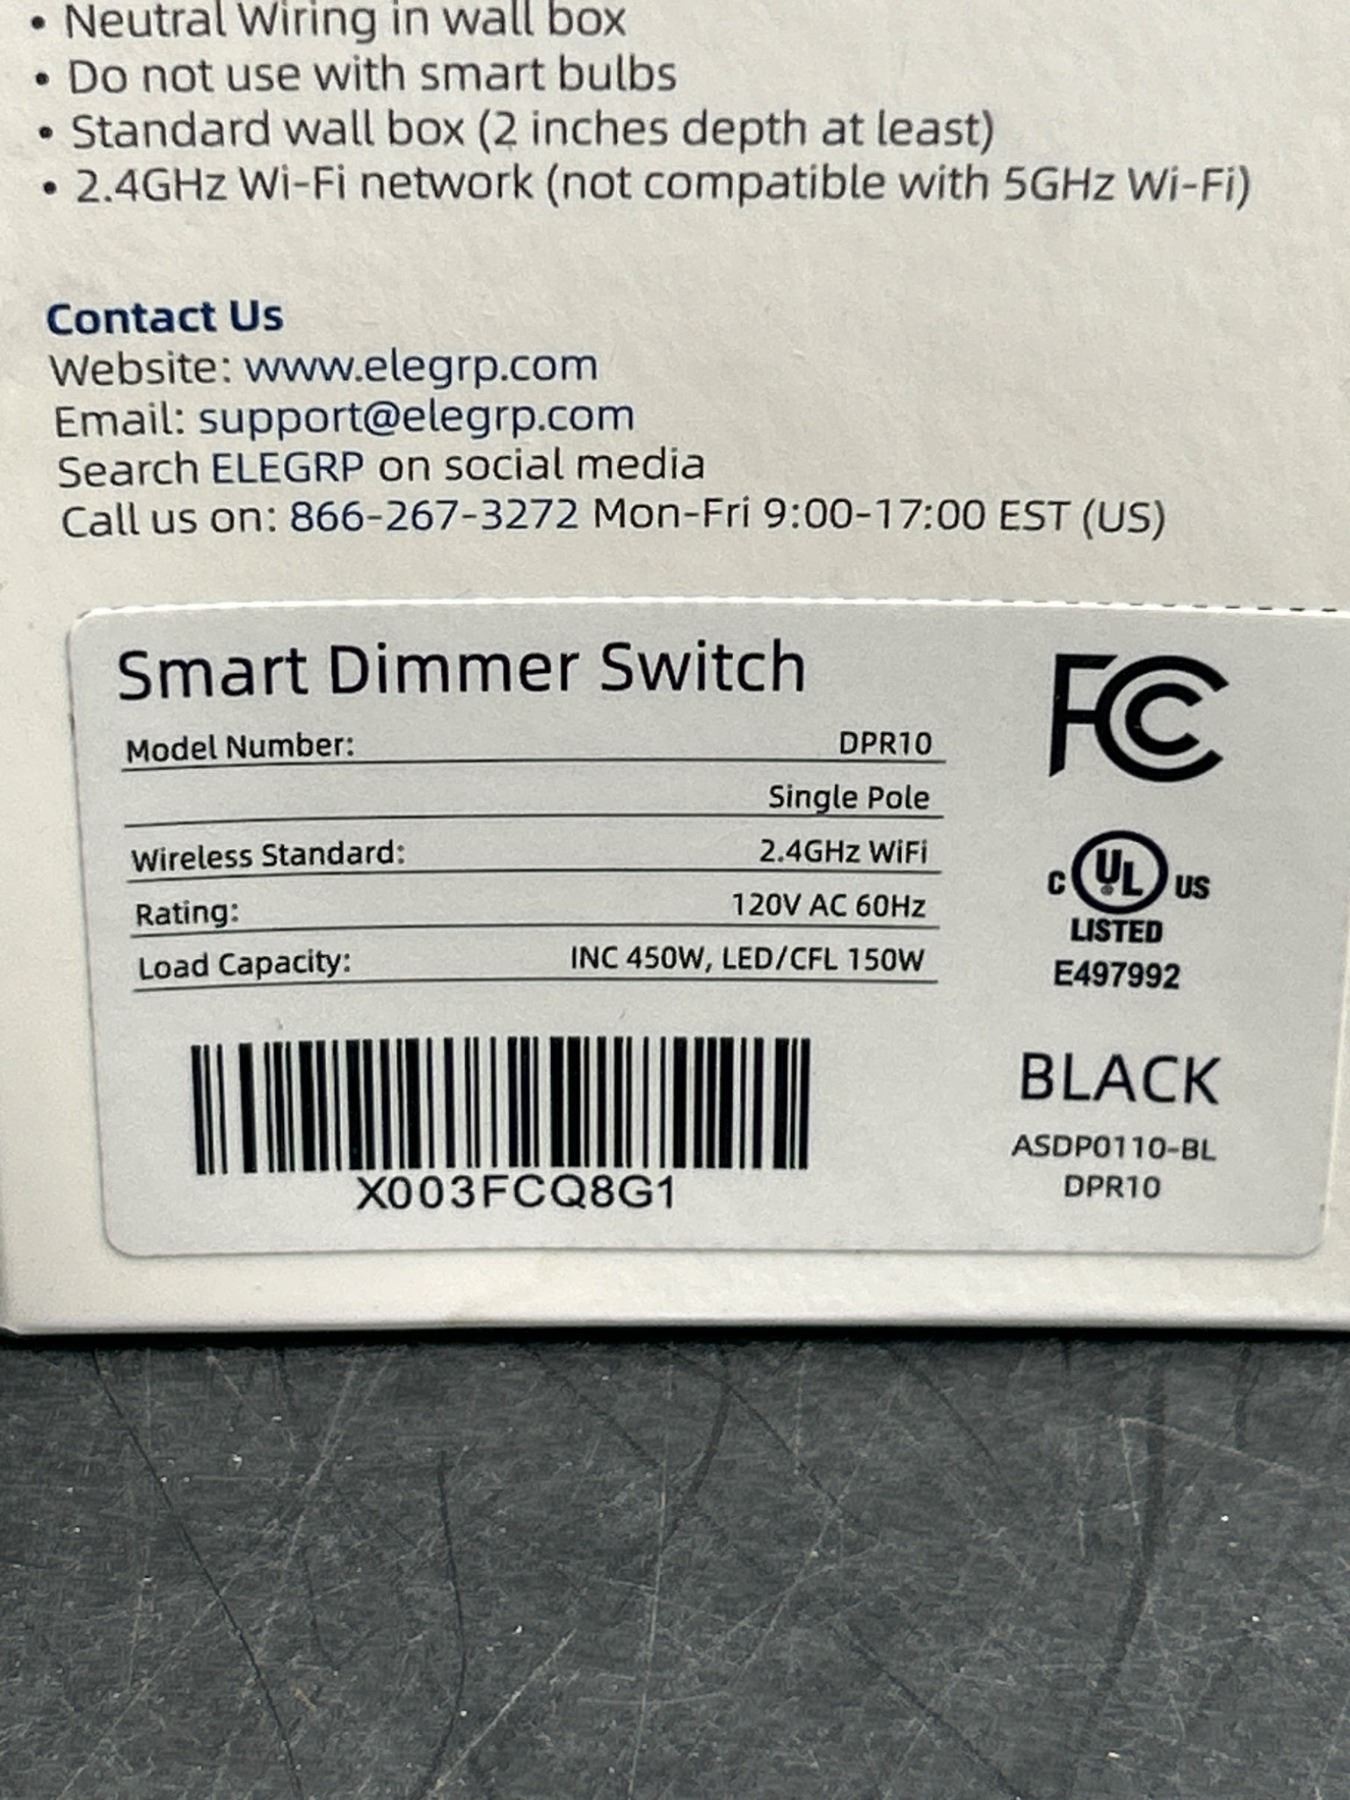 • Neutral Wiring in wall box
• Do not use with smart bulbs
• Standard wall box (2 inches depth at least)
• 2.4GHz Wi-Fi network (not compatible with 5GHz Wi-Fi)
Contact Us
Website: www.elegrp.com
Email: support@elegrp.com
Search ELEGRP on social media
Call us on: 866-267-3272 Mon-Fri 9:00-17:00 EST (US)
Smart Dimmer Switch
Model Number: DPR10
Single Pole
Wireless Standard: 2.4GHz WiFi
Rating: 120V AC 60Hz
Load Capacity: INC 450W, LED/CFL 150W
X003FCQ8G1
FC
C UL US
LISTED
E497992
BLACK
ASDP0110-BL
DPR10